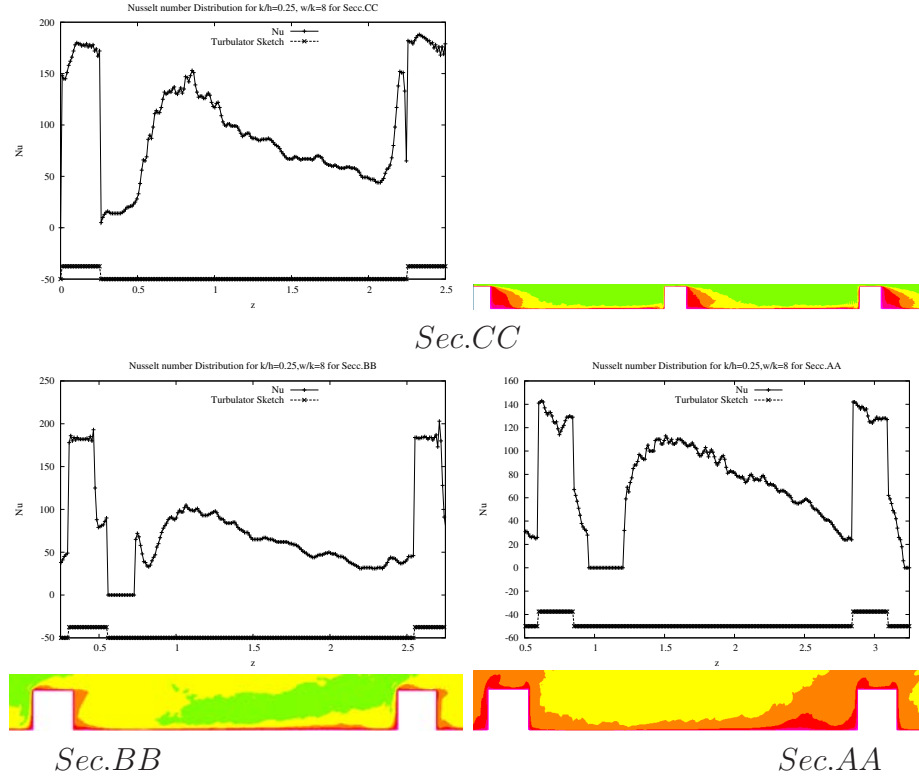 Nusselt number Distribution for k/h=0.25, w/k=8 for Secc.CC
Nu
Turbulator Sketch
200
150
100
50
0
-50
Nu
0
0.5
1
1.5
2
2.5
z
Sec.CC
Nusselt number Distribution for k/h=0.25,w/k=8 for Secc.BB
Nu
Turbulator Sketch
250
200
150
100
50
0
-50
Nu
0.5
1
1.5
2
2.5
z
Sec.BB
Nusselt number Distribution for k/h=0.25,w/k=8 for Secc.AA
Nu
Turbulator Sketch
160
140
120
100
80
60
40
20
0
-20
-40
-60
Nu
0.5
1
1.5
2
2.5
3
z
Sec.AA